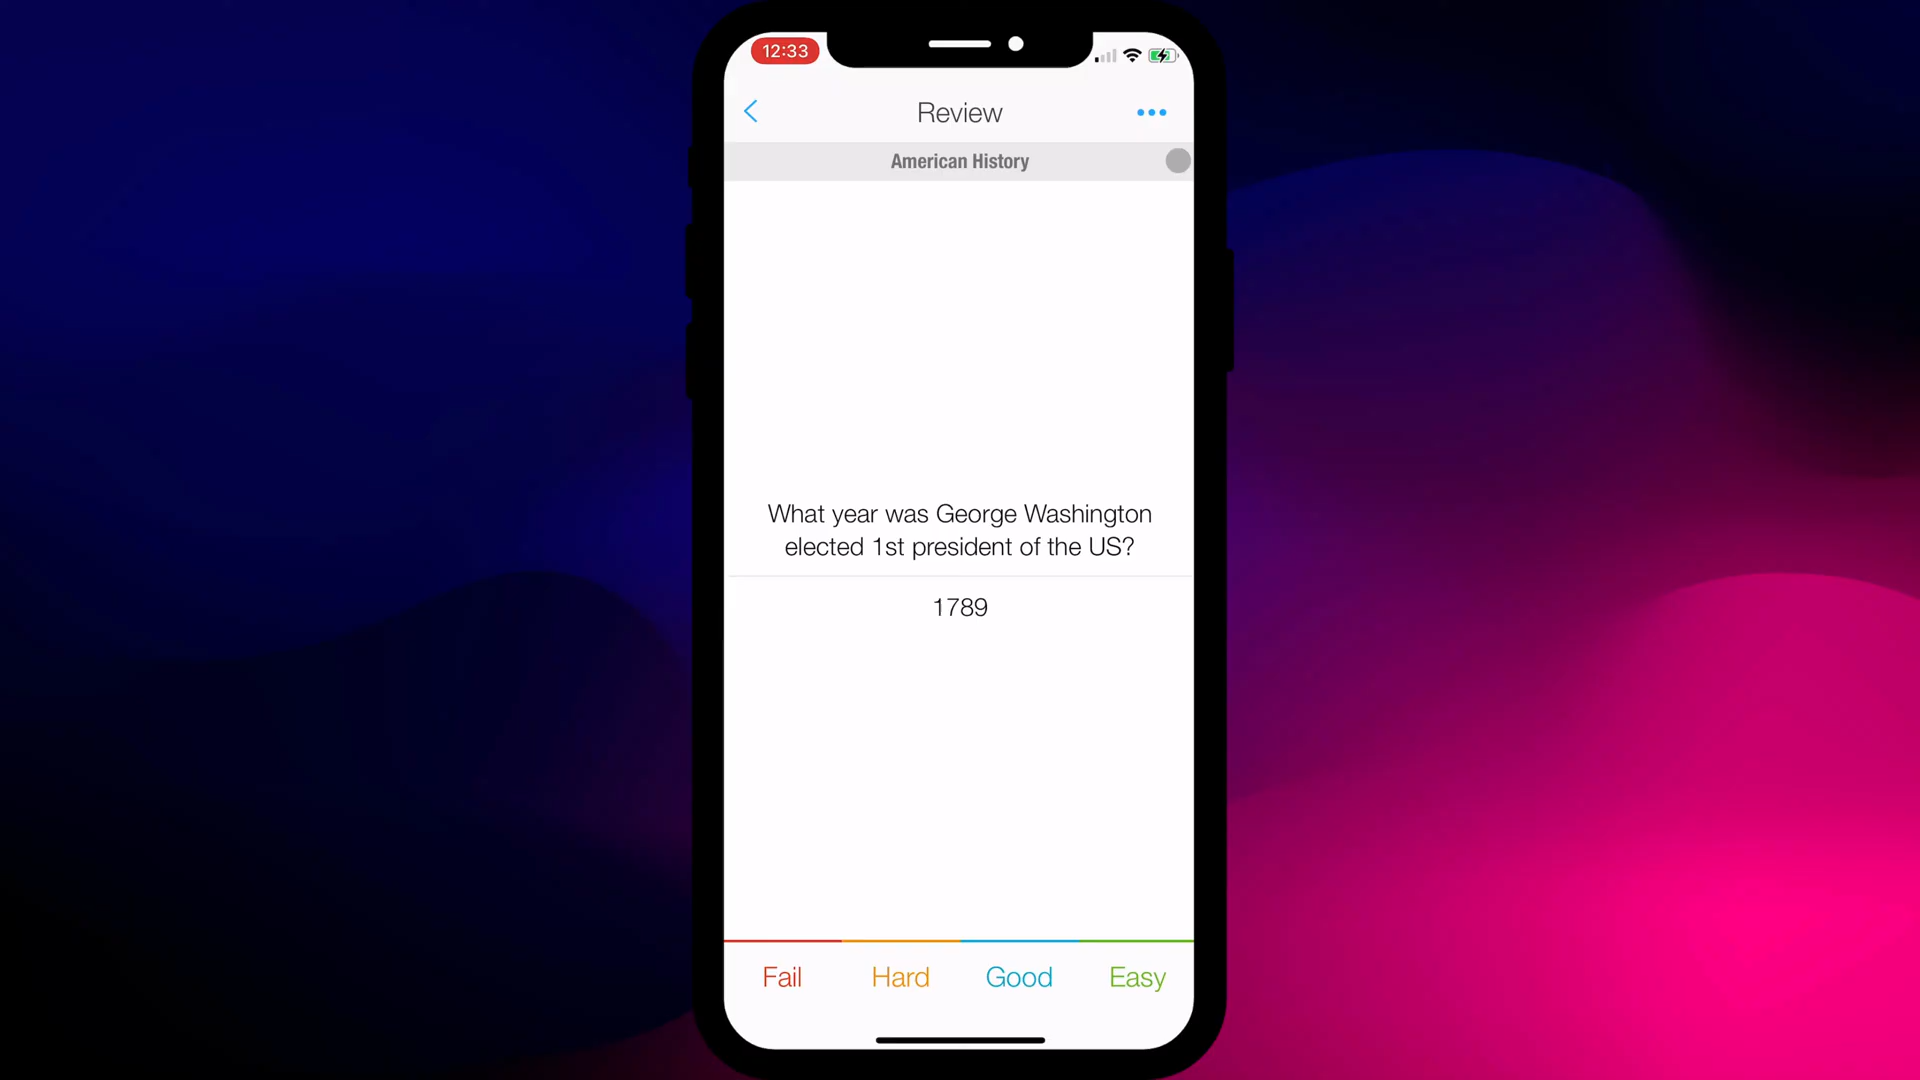 12:33
Review
American History
What year was George Washington
elected 1st president of the US?
1789
Fail Hard Good Easy